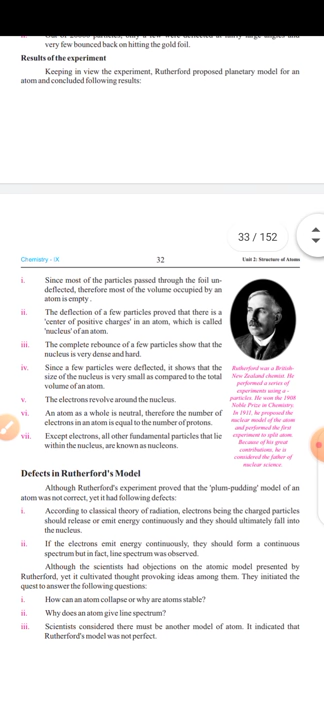 very few bounced back on hitting the gold foil.
Results of the experiment
Keeping in view the experiment, Rutherford proposed planetary model for an
atom and concluded following results:
33 / 152
Chemistry - IX 32 Unit 2: Structure of Atoms
i. Since most of the particles passed through the foil un-
deflected, therefore most of the volume occupied by an
atom is empty .
ii. The deflection of a few particles proved that there is a
'center of positive charges' in an atom, which is called
'nucleus' of an atom.
iii. The complete rebounce of a few particles show that the
nucleus is very dense and hard.
iv. Since a few particles were deflected, it shows that the
size of the nucleus is very small as compared to the total
volume of an atom.
v. The electrons revolve around the nucleus.
vi. An atom as a whole is neutral, therefore the number of
electrons in an atom is equal to the number of protons.
vii. Except electrons, all other fundamental particles that lie
within the nucleus, are known as nucleons.
Rutherford was a British-
New Zealand chemist. He
performed a series of
experiments using α -
particles. He won the 1908
Noble Prize in Chemistry.
In 1911, he proposed the
nuclear model of the atom
and performed the first
experiment to split atom.
Because of his great
contributions, he is
considered the father of
nuclear science.
Defects in Rutherford's Model
Although Rutherford's experiment proved that the 'plum-pudding' model of an
atom was not correct, yet it had following defects:
i. According to classical theory of radiation, electrons being the charged particles
should release or emit energy continuously and they should ultimately fall into
the nucleus.
ii. If the electrons emit energy continuously, they should form a continuous
spectrum but in fact, line spectrum was observed.
Although the scientists had objections on the atomic model presented by
Rutherford, yet it cultivated thought provoking ideas among them. They initiated the
quest to answer the following questions:
i. How can an atom collapse or why are atoms stable?
ii. Why does an atom give line spectrum?
iii. Scientists considered there must be another model of atom. It indicated that
Rutherford's model was not perfect.